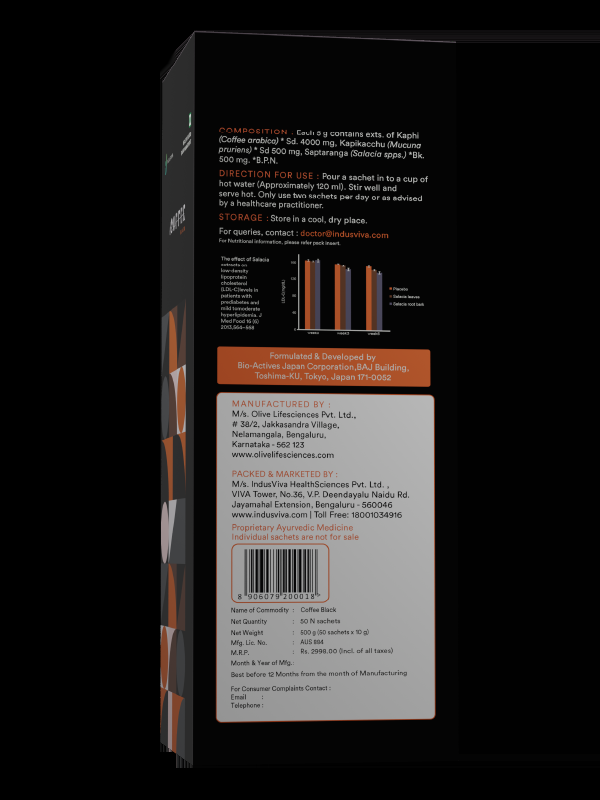 COMPOSITION : Each 5 g contains exts. of Kaphi
(Coffee arabica) * Sd. 4000 mg, Kapikacchu (Mucuna
pruriens) * Sd 500 mg, Saptaranga (Salacia spps.) *Bk.
500 mg. *B.P.N.
DIRECTION FOR USE : Pour a sachet in to a cup of
hot water (Approximately 120 ml). Stir well and
serve hot. Only use two sachets per day or as advised
by a healthcare practitioner.
STORAGE : Store in a cool, dry place.
For queries, contact : doctor@indusviva.com
For Nutritional information, please refer pack insert.
The effect of Salacia
extracts on
low-density
lipoprotein
cholesterol
(LDL-C)levels in
patients with
prediabetes and
mild tomoderate
hyperlipidemia. J
Med Food 16 (6)
2013,564-568
Placebo
Salacia leaves
Salacia root bark
Formulated & Developed by
Bio-Actives Japan Corporation,BAJ Building,
Toshima-KU, Tokyo, Japan 171-0052
MANUFACTURED BY :
M/s. Olive Lifesciences Pvt. Ltd.,
# 38/2, Jakkasandra Village,
Nelamangala, Bengaluru,
Karnataka - 562 123
www.olivelifesciences.com
PACKED & MARKETED BY :
M/s. IndusViva HealthSciences Pvt. Ltd. ,
VIVA Tower, No.36, V.P. Deendayalu Naidu Rd.
Jayamahal Extension, Bengaluru - 560046
www.indusviva.com | Toll Free: 18001034916
Proprietary Ayurvedic Medicine
Individual sachets are not for sale
8 906079 200018
Name of Commodity : Coffee Black
Net Quantity : 50 N sachets
Net Weight : 500 g (50 sachets x 10 g)
Mfg. Lic. No. : AUS 884
M.R.P. : Rs. 2999.00 (Incl. of all taxes)
Month & Year of Mfg.:
Best before 12 Months from the month of Manufacturing
For Consumer Complaints Contact :
Email :
Telephone :